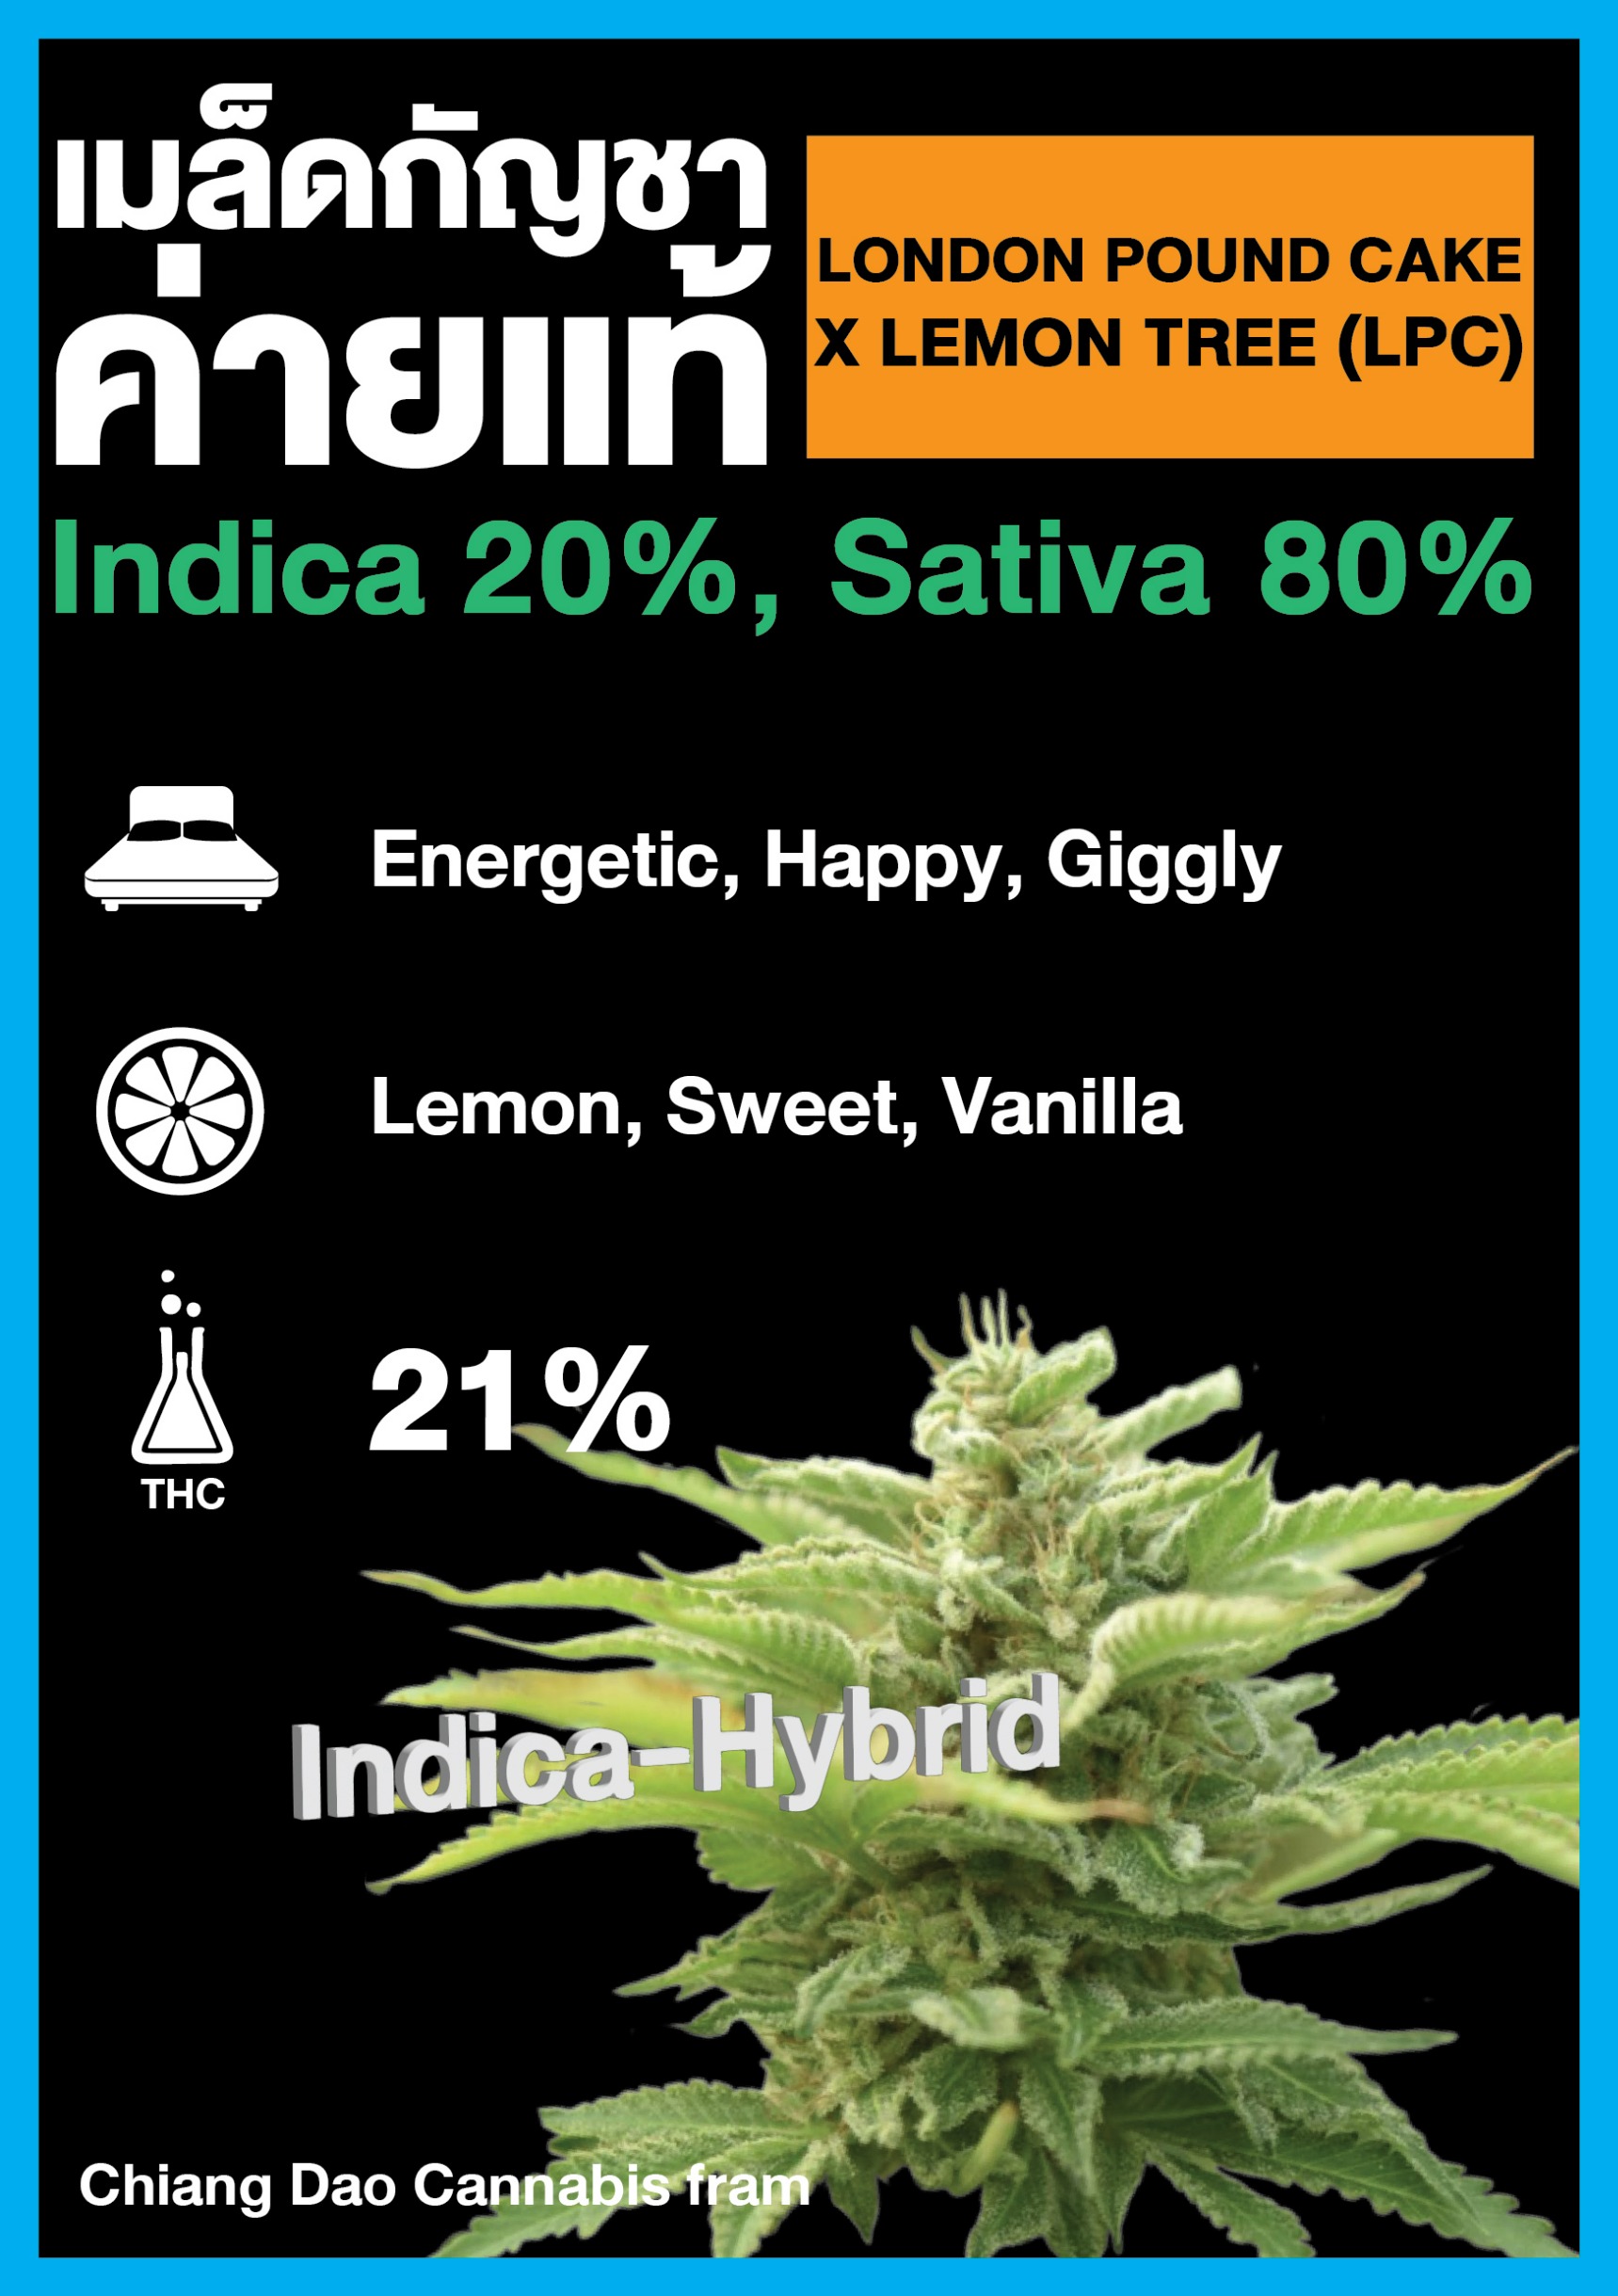 เมล็ดกัญชา
ค่ายแท้
LONDON POUND CAKE
X LEMON TREE (LPC)
Indica 20%, Sativa 80%
Energetic, Happy, Giggly
Lemon, Sweet, Vanilla
21%
THC
Indica-Hybrid
Chiang Dao Cannabis fram